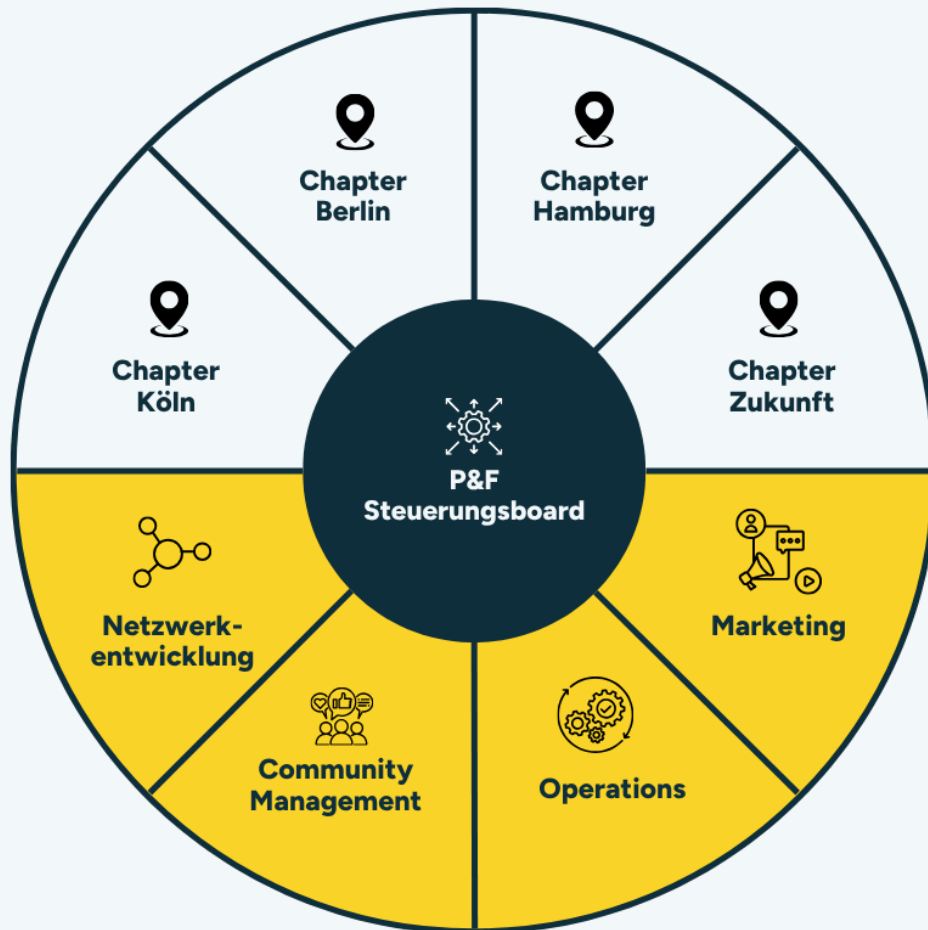 Chapter
Berlin
Chapter
Hamburg
Chapter
Köln
Chapter
Zukunft
P&F
Steuerungsboard
Netzwerk-
entwicklung
Marketing
Community
Management
Operations